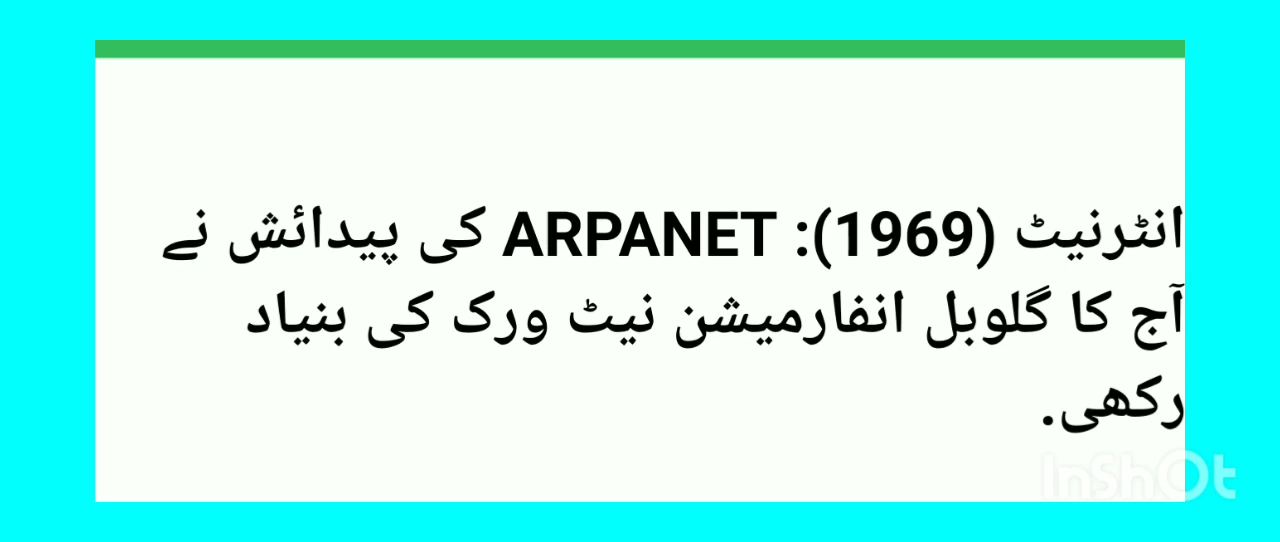 انٹرنیٹ (1969): ARPANET کی پیدائش نے
آج کا گلوبل انفارمیشن نیٹ ورک کی بنیاد
رکھی.
InShOt